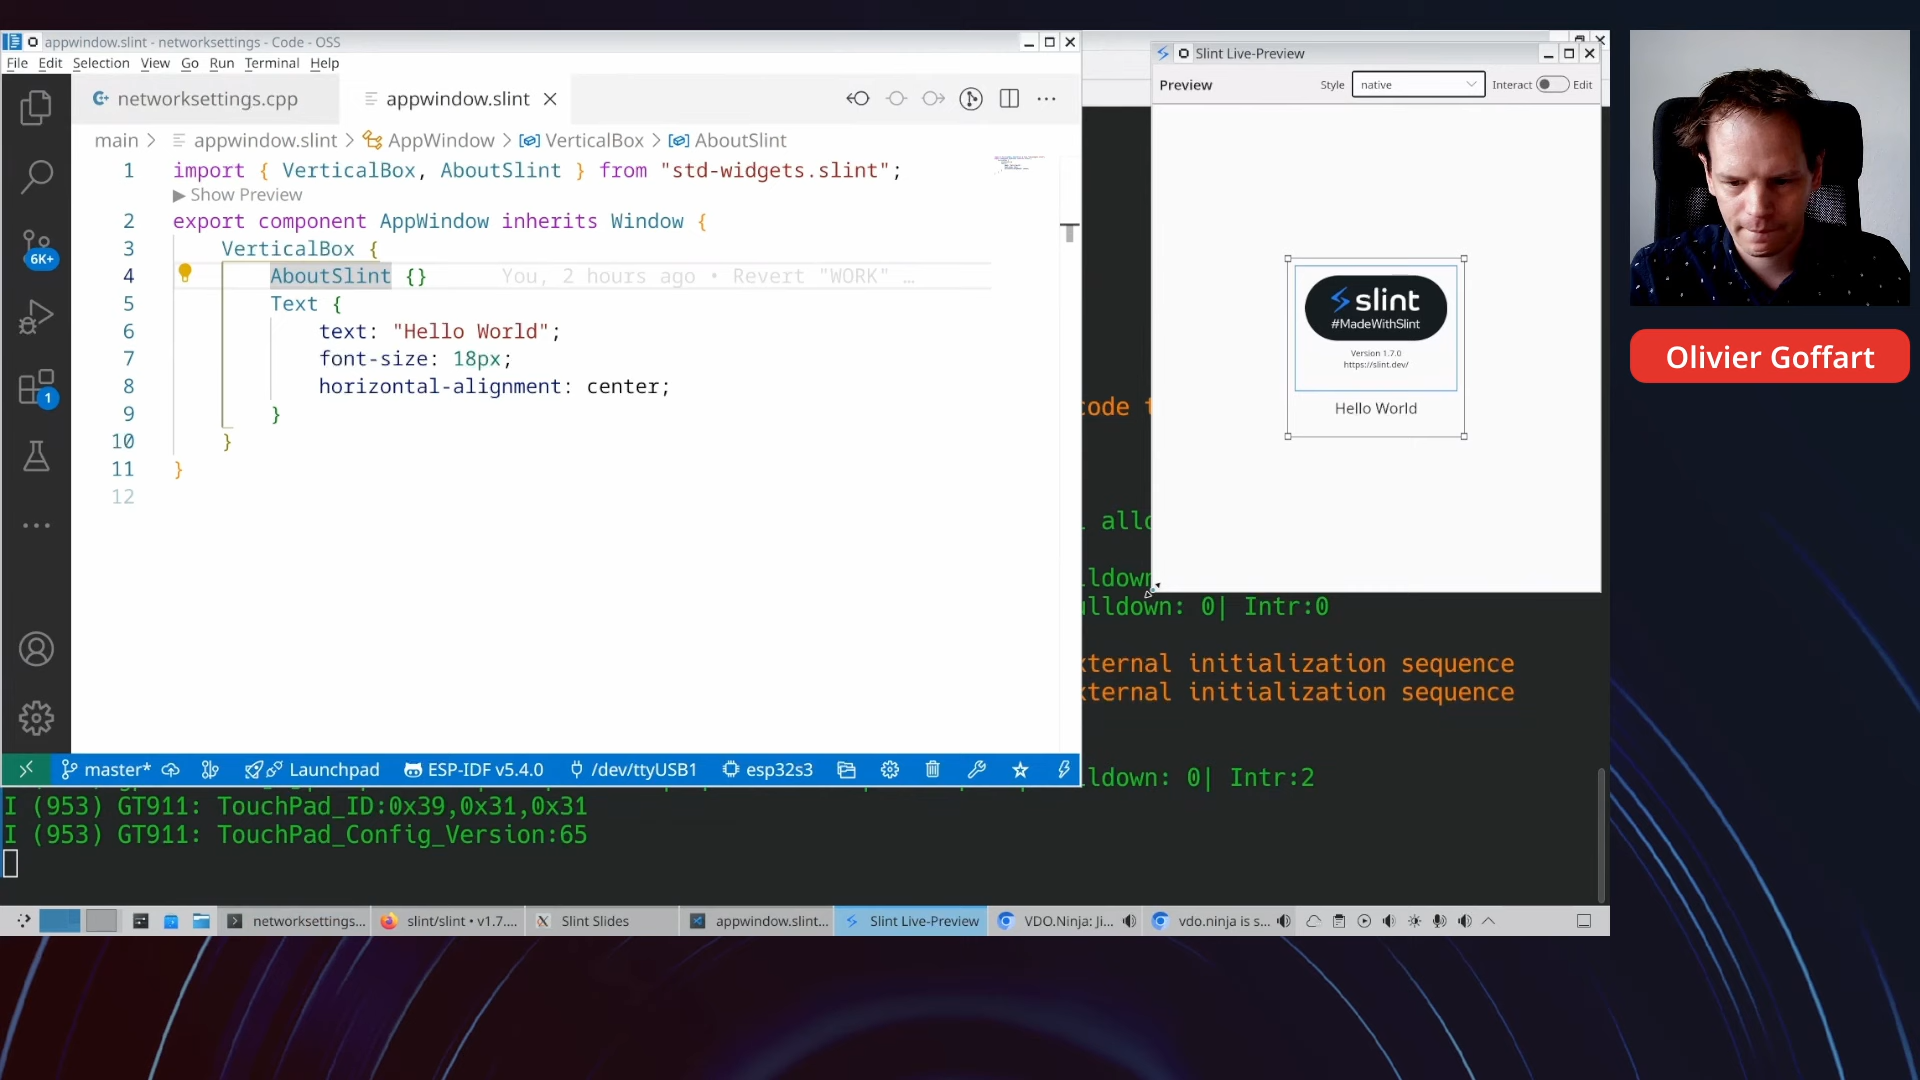 appwindow.slint - networksettings - Code - OSS
File Edit Selection View Go Run Terminal Help
networksettings.cpp
appwindow.slint
main > appwindow.slint > AppWindow > VerticalBox > AboutSlint
1 import { VerticalBox, AboutSlint } from "std-widgets.slint";
▶ Show Preview
2 export component AppWindow inherits Window {
3 VerticalBox {
4 AboutSlint {} You, 2 hours ago • Revert "WORK" …
5 Text {
6 text: "Hello World";
7 font-size: 18px;
8 horizontal-alignment: center;
9 }
10 }
11 }
12
6K+
1
master* Launchpad ESP-IDF v5.4.0 /dev/ttyUSB1 esp32s3
Slint Live-Preview
Preview Style native Interact Edit
slint
#MadeWithSlint
Version 1.7.0
https://slint.dev/
Hello World
Olivier Goffart
code
allo
ldown
lldown: 0| Intr:0
xternal initialization sequence
xternal initialization sequence
ldown: 0| Intr:2
I (953) GT911: TouchPad_ID:0x39,0x31,0x31
I (953) GT911: TouchPad_Config_Version:65
networksettings... slint/slint • v1.7.... Slint Slides appwindow.slint... Slint Live-Preview VDO.Ninja: Ji... vdo.ninja is s...